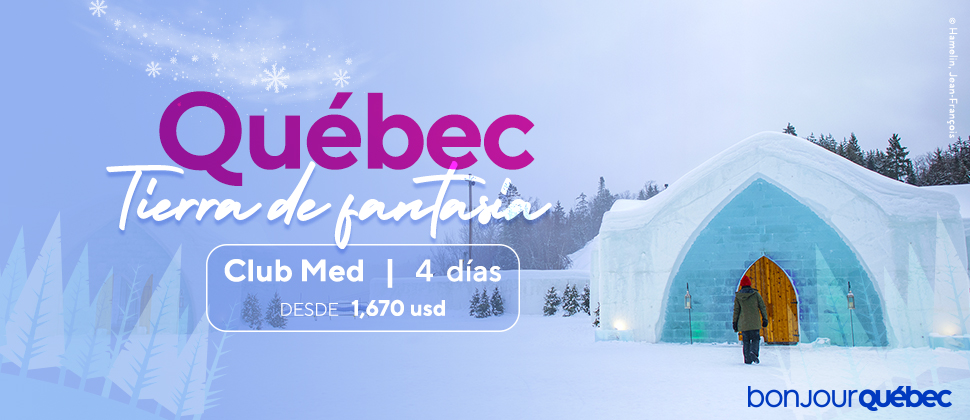 Québec
Tierra de fantasía
Club Med | 4 días
DESDE 1,670 usd
© Hamelin, Jean-François
bonjourquébec